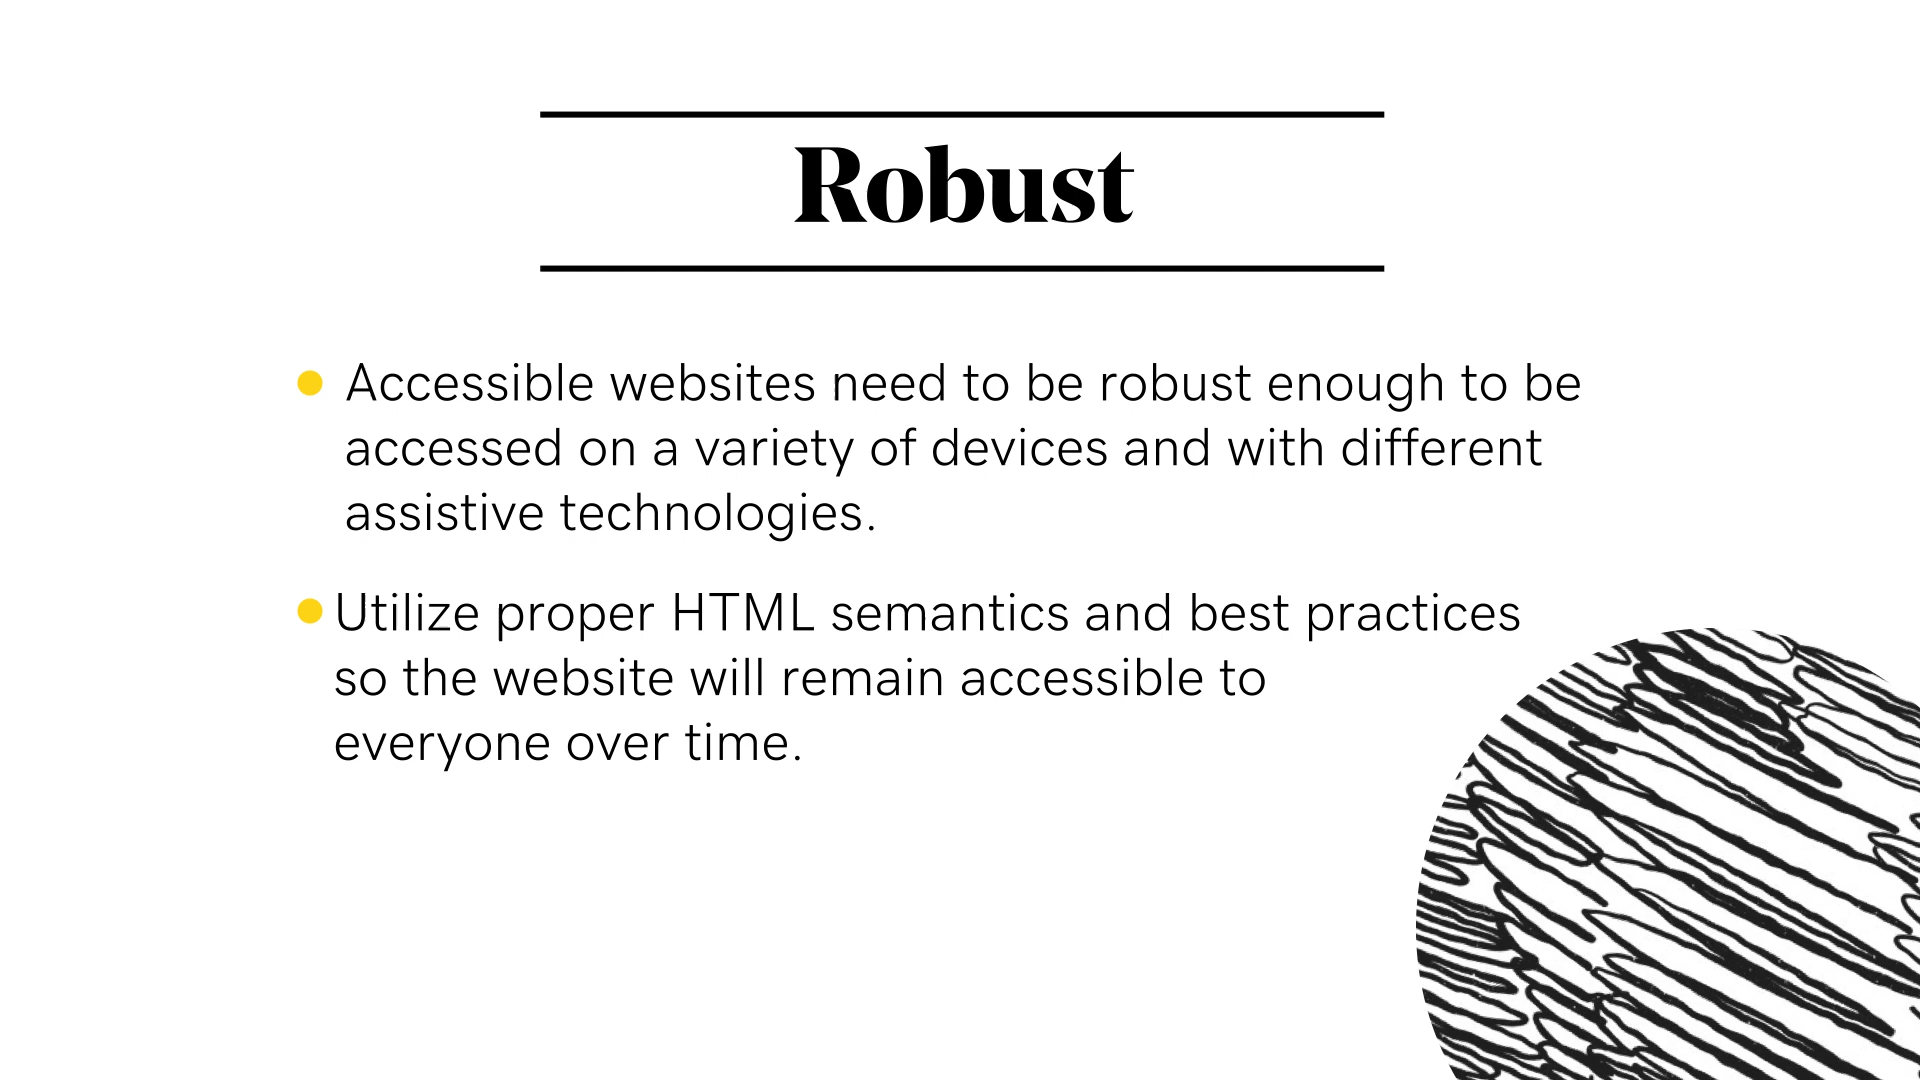 Robust
Accessible websites need to be robust enough to be
accessed on a variety of devices and with different
assistive technologies.
Utilize proper HTML semantics and best practices
so the website will remain accessible to
everyone over time.